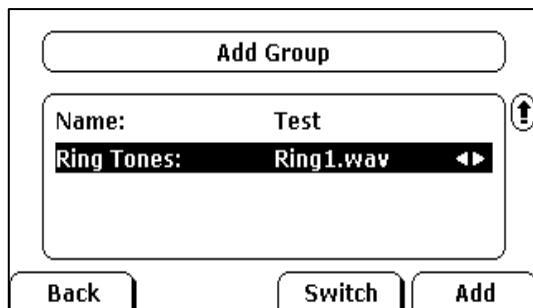 Add Group
Name: Test
Ring Tones: Ring1.wav
Back Switch Add